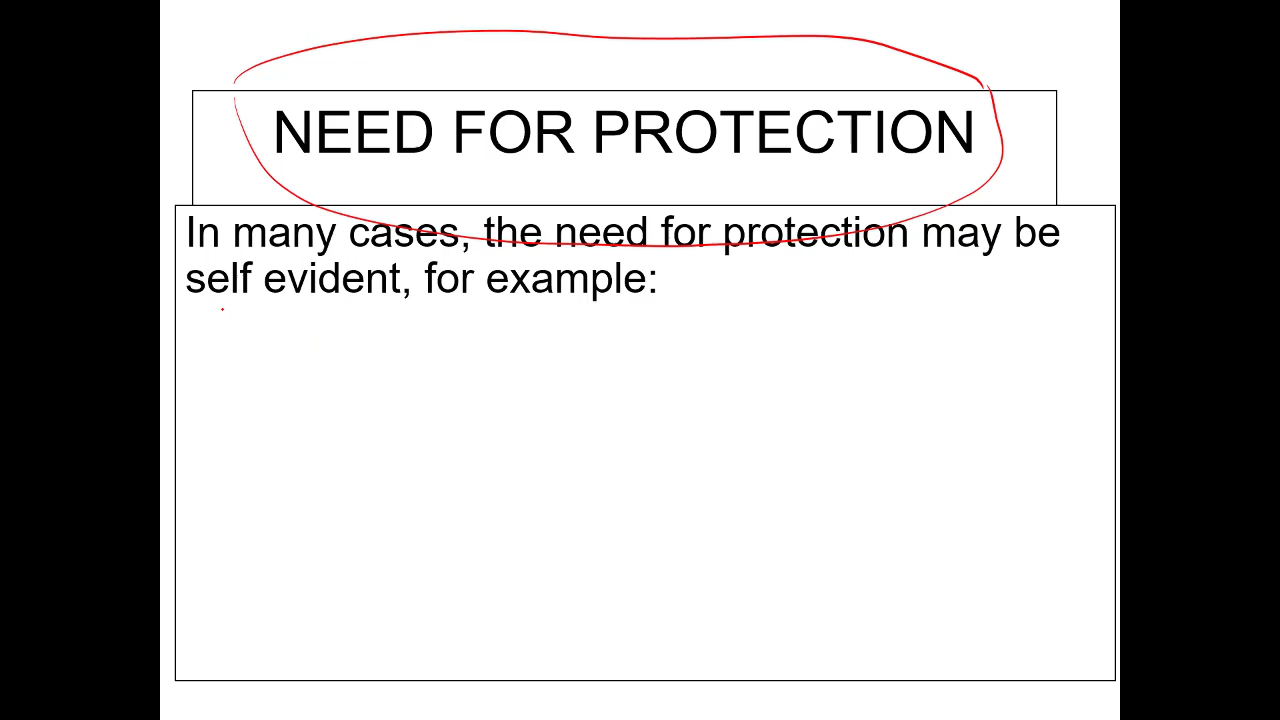 NEED FOR PROTECTION
In many cases, the need for protection may be
self evident, for example: